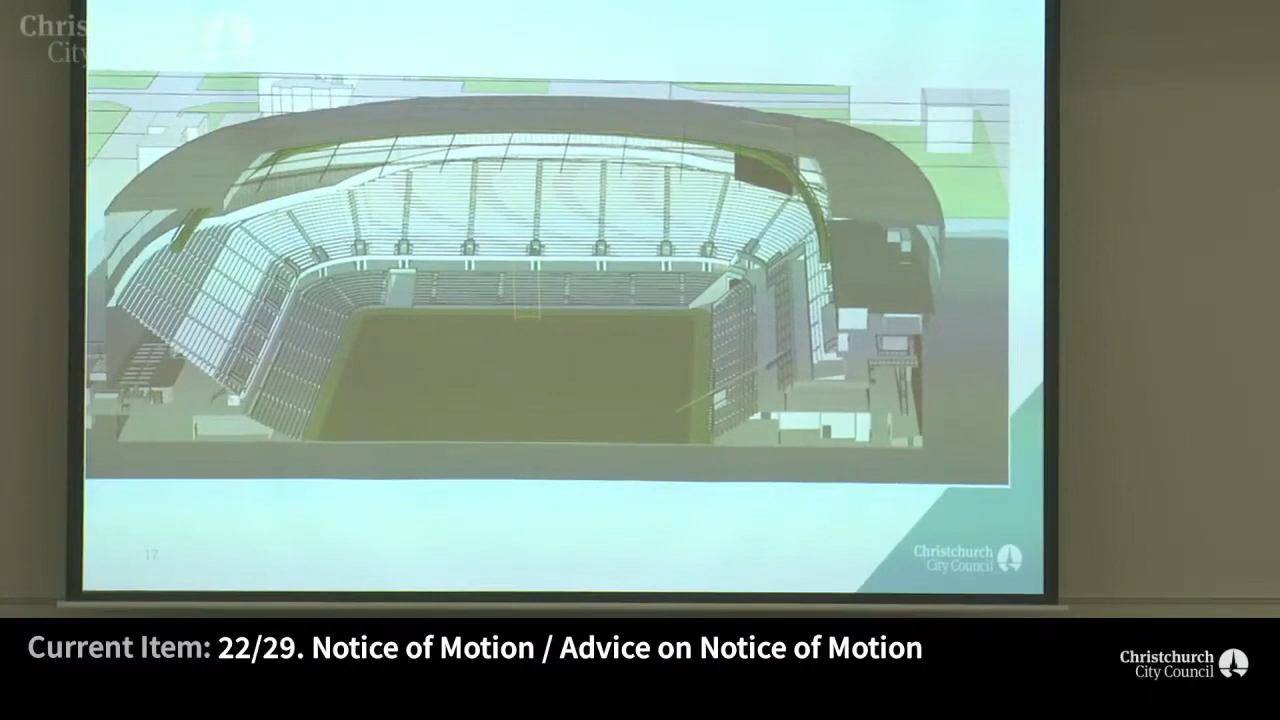 Chris
City
17
Christchurch
City Council
Current Item: 22/29. Notice of Motion / Advice on Notice of Motion
Christchurch
City Council